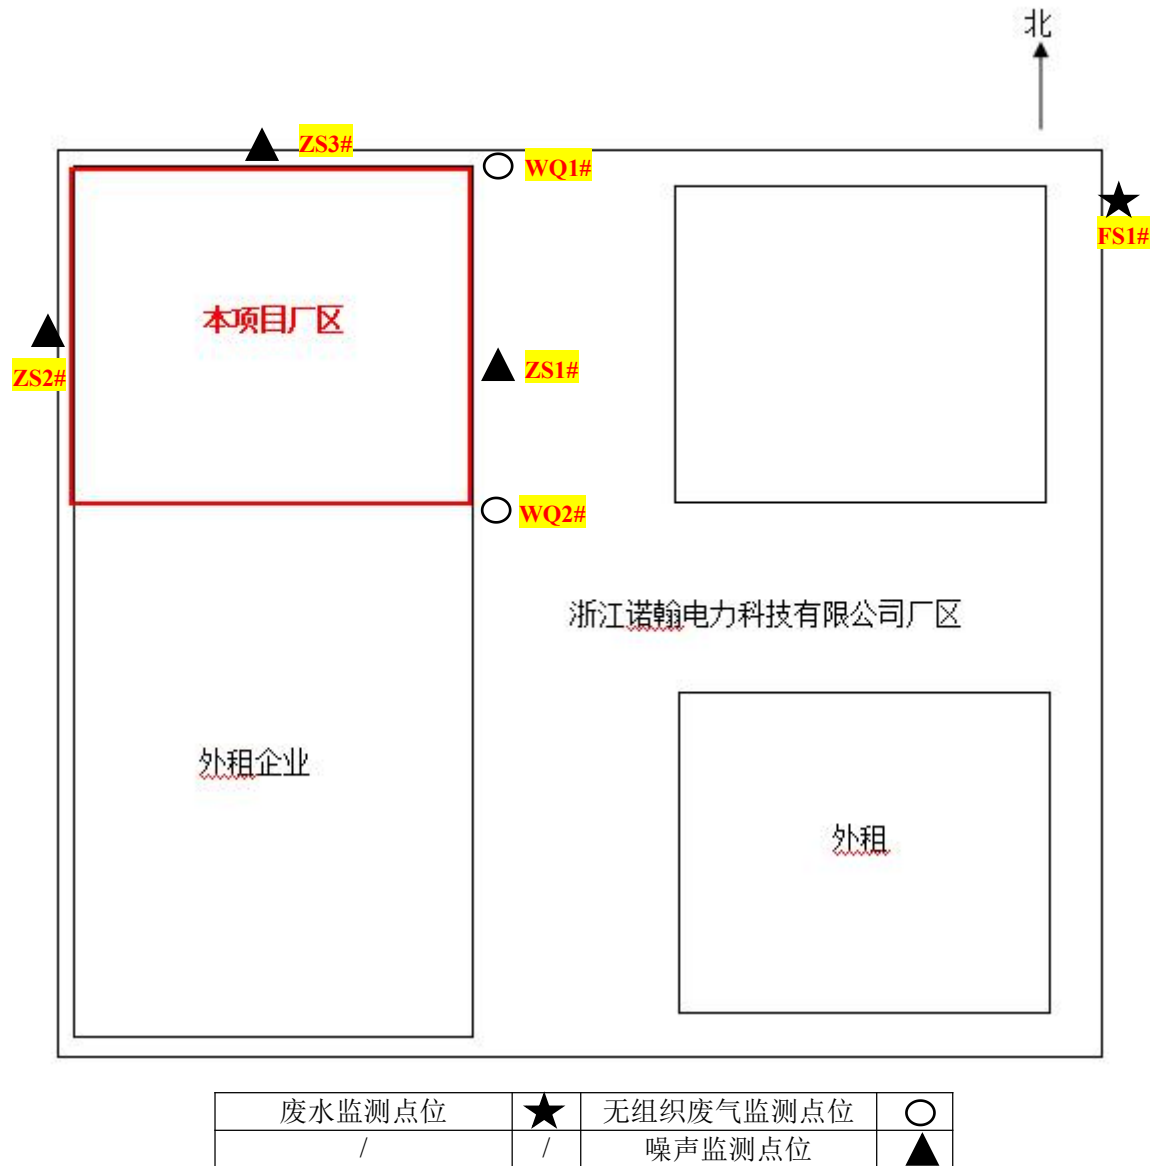 北
ZS3#
WQ1#
FS1#
本项目厂区
ZS2#
ZS1#
WQ2#
浙江诺翰电力科技有限公司厂区
外租企业
外租
废水监测点位 ★ 无组织废气监测点位 ○
/ / 噪声监测点位 ▲